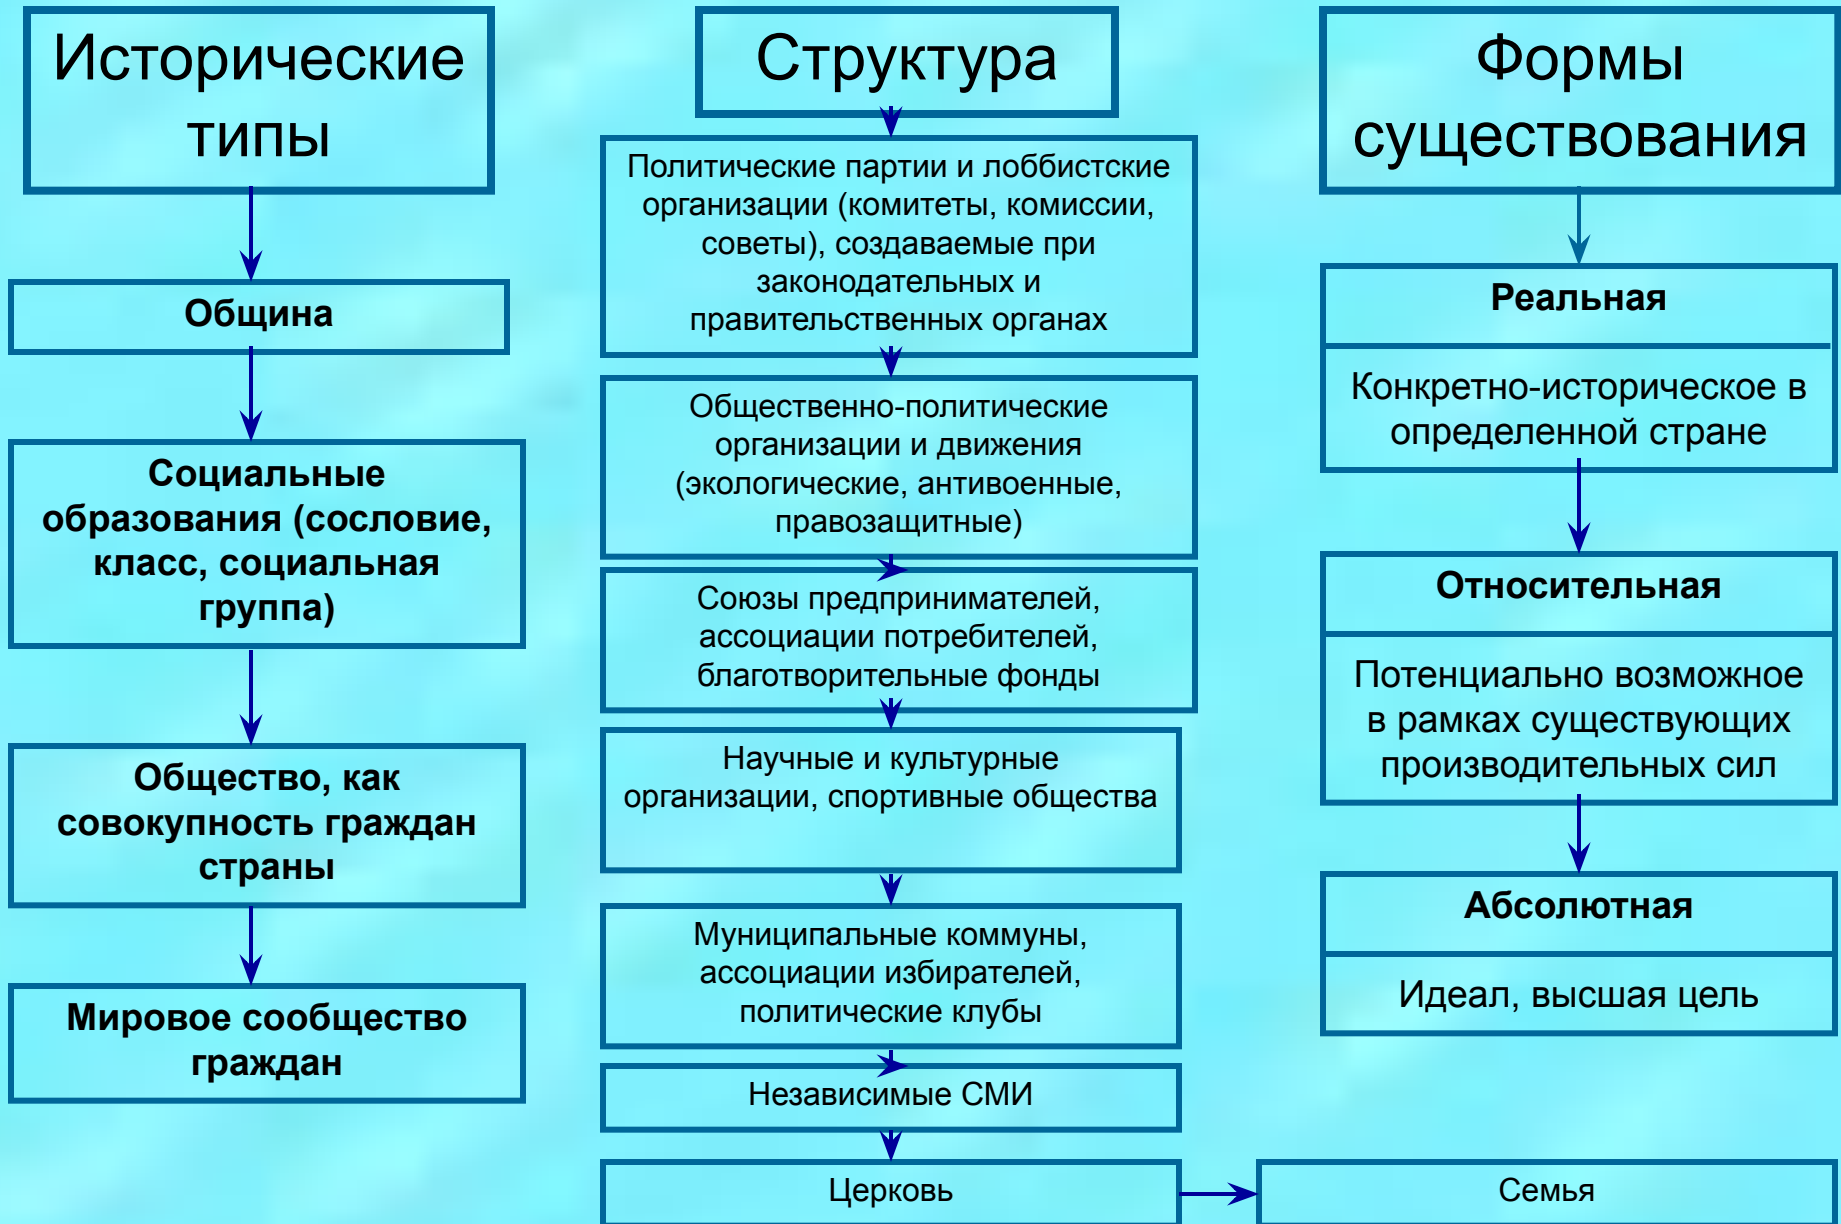 Исторические
типы
Община
Социальные
образования (сословие,
класс, социальная
группа)
Общество, как
совокупность граждан
страны
Мировое сообщество
граждан
Структура
Политические партии и лоббистские
организации (комитеты, комиссии,
советы), создаваемые при
законодательных и
правительственных органах
Общественно-политические
организации и движения
(экологические, антивоенные,
правозащитные)
Союзы предпринимателей,
ассоциации потребителей,
благотворительные фонды
Научные и культурные
организации, спортивные общества
Муниципальные коммуны,
ассоциации избирателей,
политические клубы
Независимые СМИ
Церковь
Семья
Формы
существования
Реальная
Конкретно-историческое в
определенной стране
Относительная
Потенциально возможное
в рамках существующих
производительных сил
Абсолютная
Идеал, высшая цель